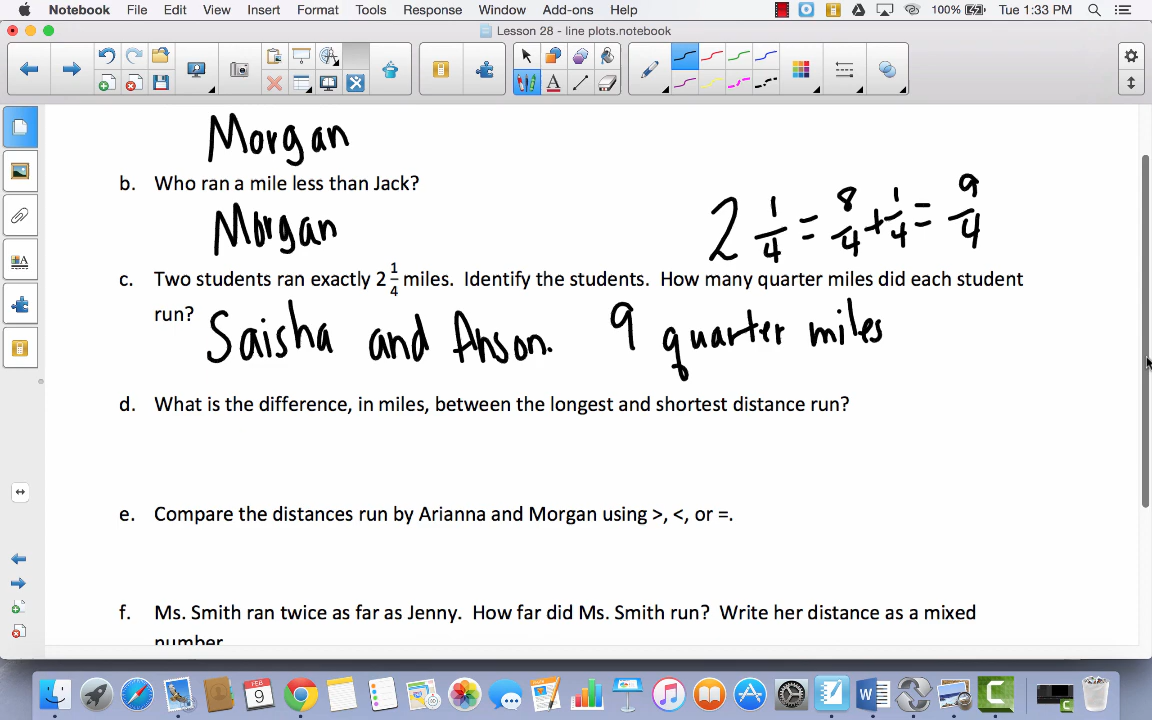 Notebook File Edit View Insert Format Tools Response Window Add-ons Help 100% Tue 1:33 PM
Lesson 28 - line plots.notebook
Morgan
b. Who ran a mile less than Jack?
Morgan
2 1/4 = 8/4 + 1/4 = 9/4
c. Two students ran exactly 2 1/4 miles. Identify the students. How many quarter miles did each student
run?
Saisha and Anson. 9 quarter miles
d. What is the difference, in miles, between the longest and shortest distance run?
e. Compare the distances run by Arianna and Morgan using >, <, or =.
f. Ms. Smith ran twice as far as Jenny. How far did Ms. Smith run? Write her distance as a mixed
number
FEB
9